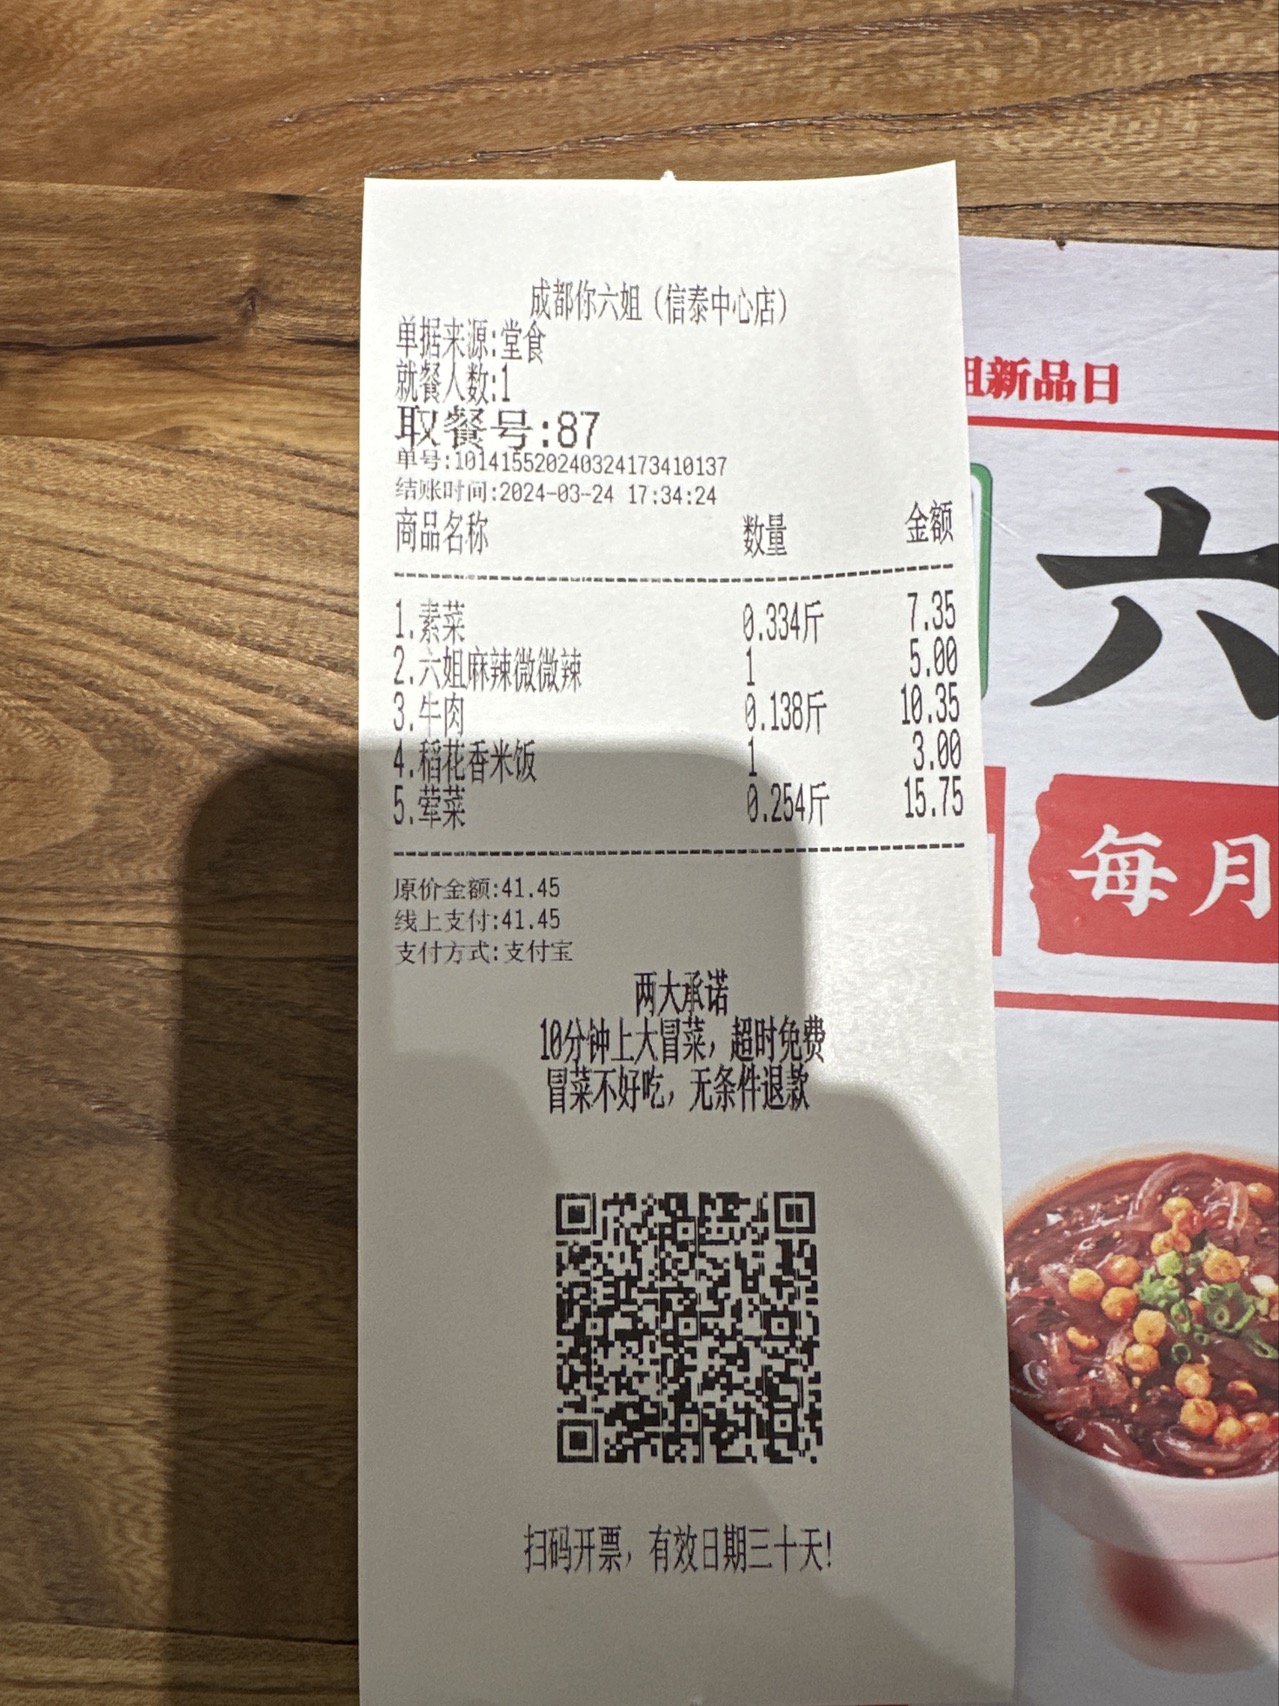 成都你六姐（信泰中心店）
单据来源:堂食
就餐人数:1
取餐号:87
单号:101415520240324173410137
结账时间:2024-03-24 17:34:24
商品名称 数量 金额
1.素菜 0.334斤 7.35
2.六姐麻辣微微辣 1 5.00
3.牛肉 0.138斤 10.35
4.稻花香米饭 1 3.00
5.荤菜 0.254斤 15.75
原价金额:41.45
线上支付:41.45
支付方式:支付宝
两大承诺
10分钟上大冒菜，超时免费
冒菜不好吃，无条件退款
扫码开票，有效日期三十天!
姐新品日
六
每月